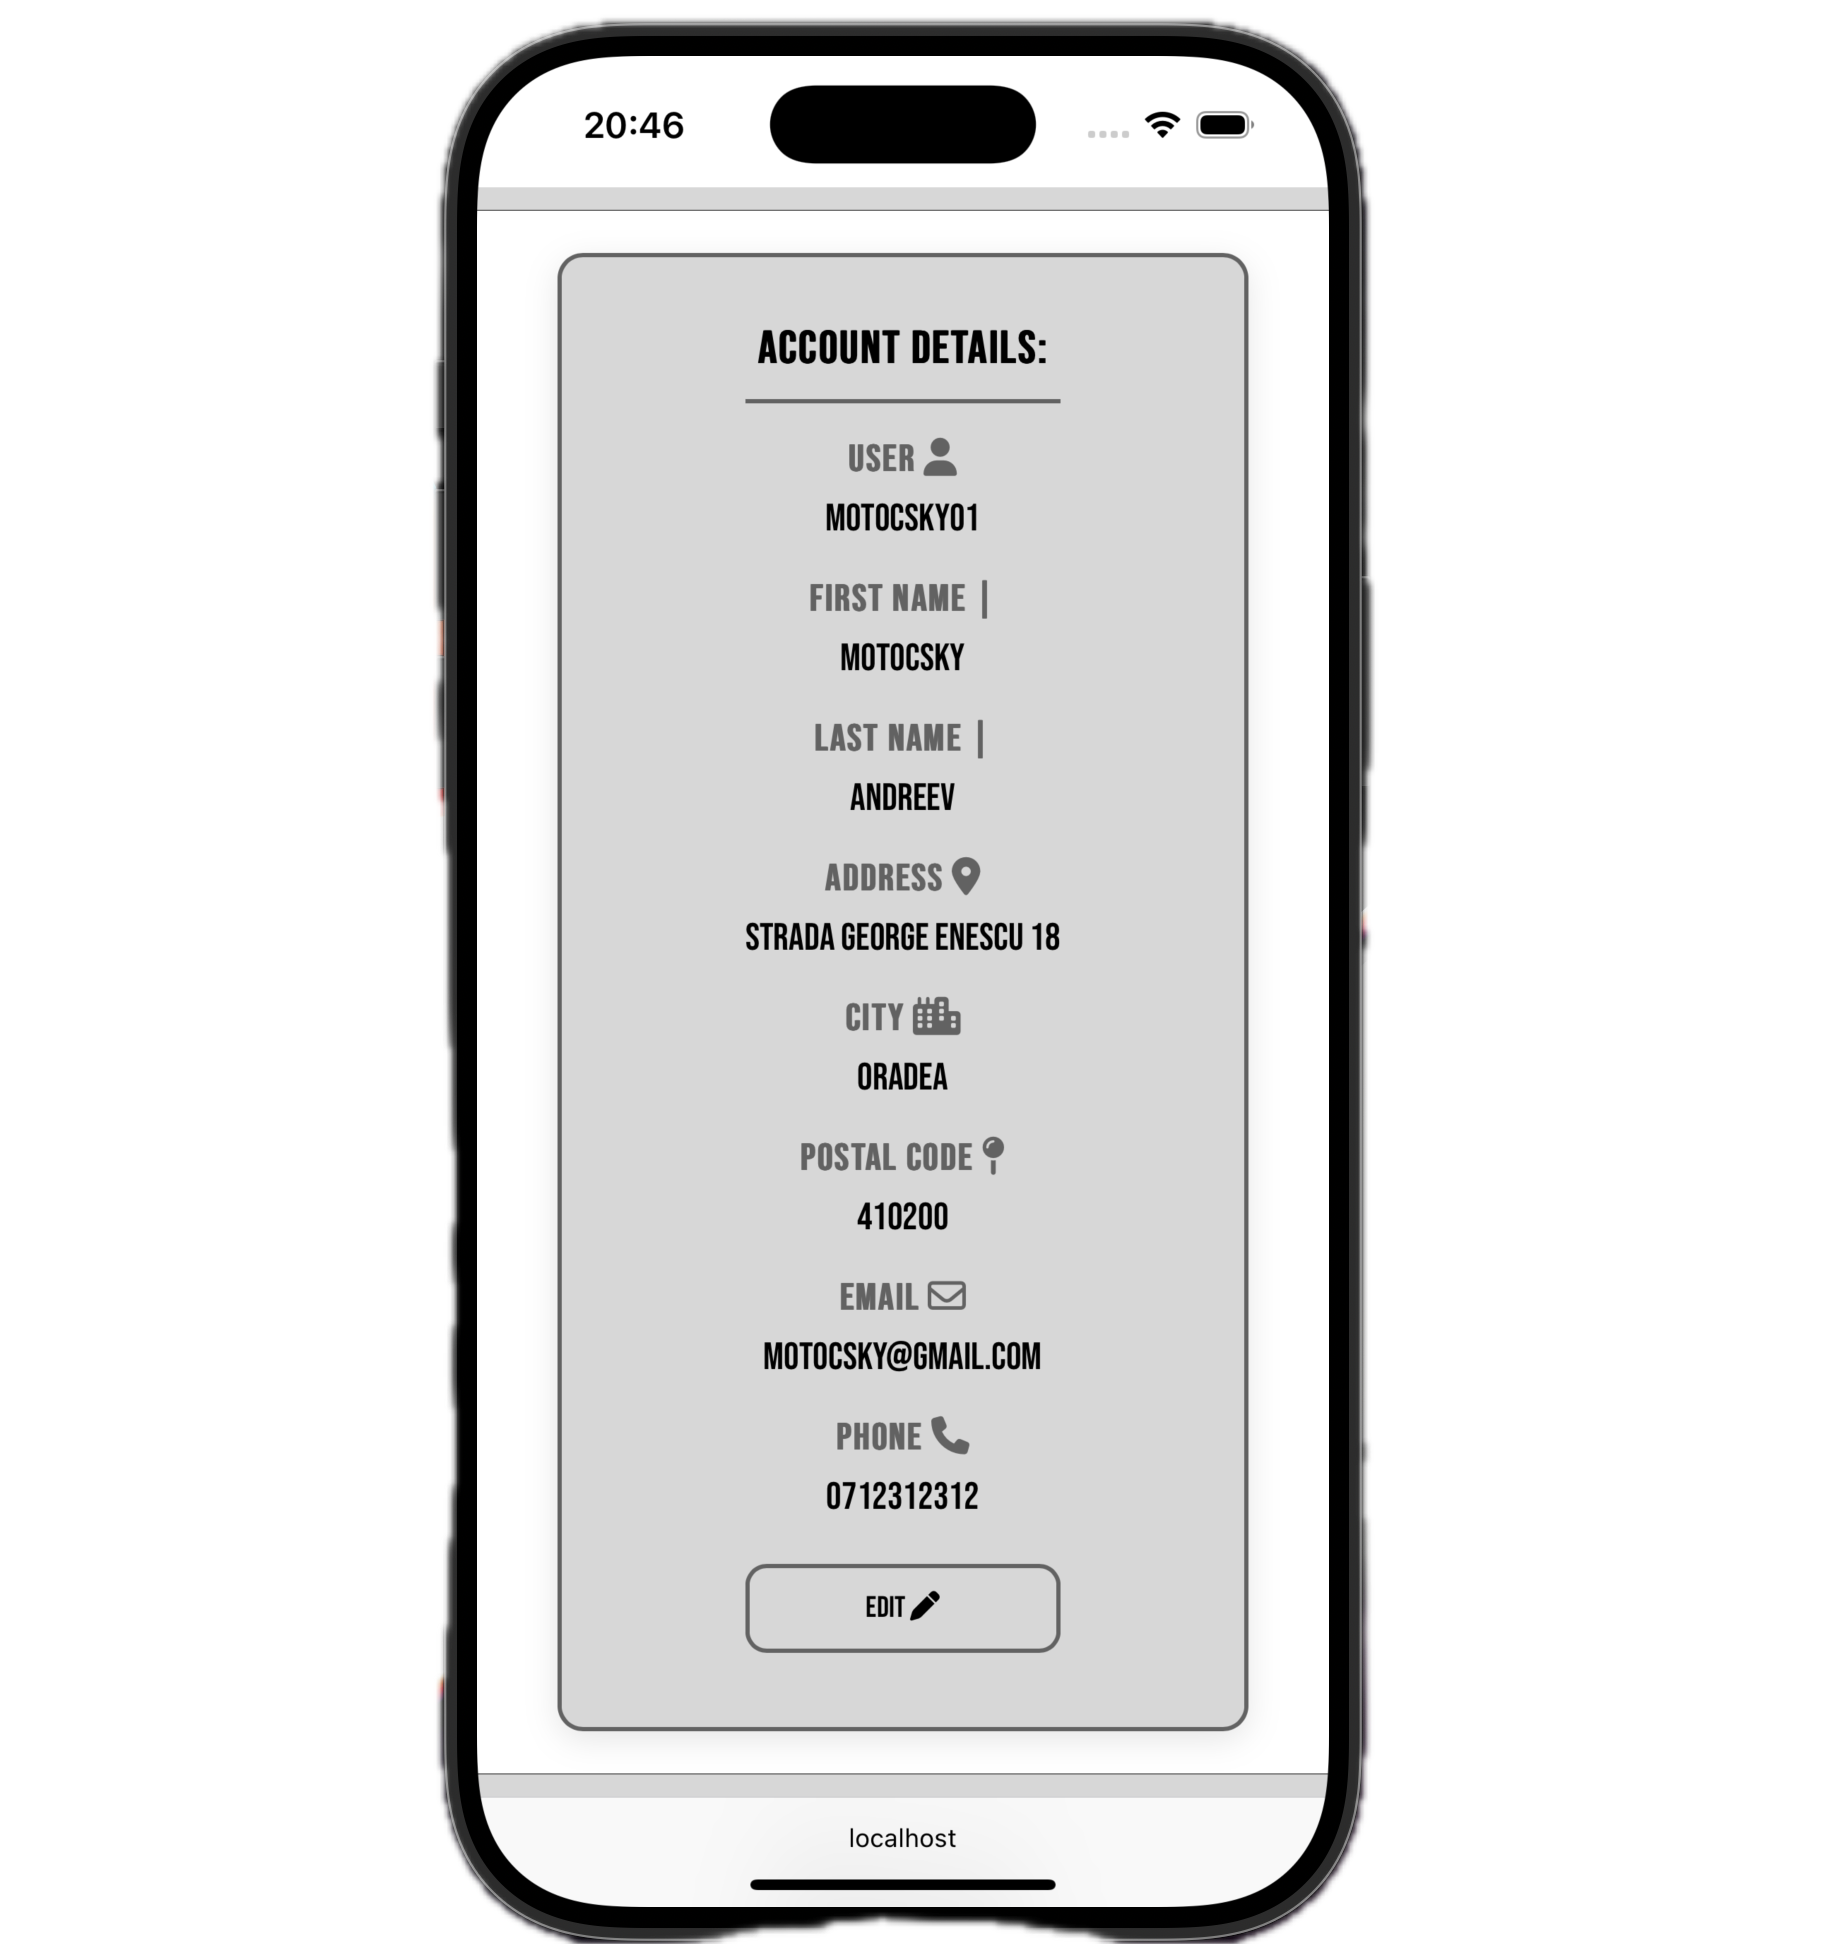 20:46
ACCOUNT DETAILS:
USER
MOTOCSKY01
FIRST NAME |
MOTOCSKY
LAST NAME |
ANDREEV
ADDRESS
STRADA GEORGE ENESCU 18
CITY
ORADEA
POSTAL CODE
410200
EMAIL
MOTOCSKY@GMAIL.COM
PHONE
0712312312
EDIT
localhost